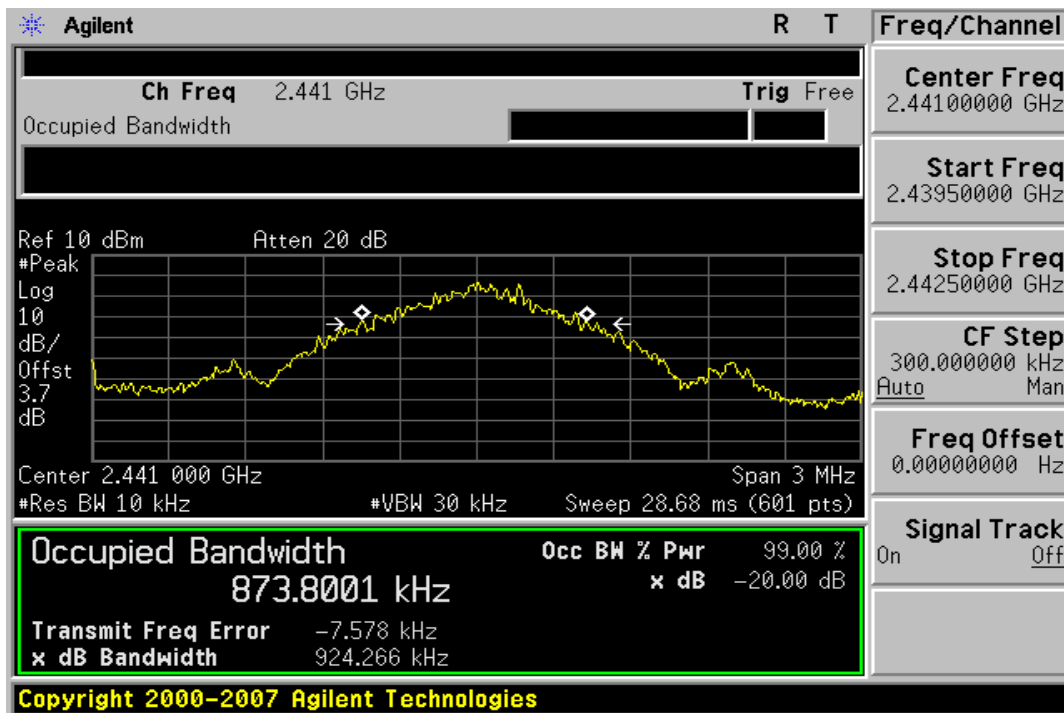 Agilent R T
Ch Freq 2.441 GHz Trig Free
Occupied Bandwidth
Ref 10 dBm Atten 20 dB
#Peak
Log
10
dB/
Offst
3.7
dB
Center 2.441 000 GHz Span 3 MHz
#Res BW 10 kHz #VBW 30 kHz Sweep 28.68 ms (601 pts)
Occupied Bandwidth
873.8001 kHz
Occ BW % Pwr 99.00 %
x dB -20.00 dB
Transmit Freq Error -7.578 kHz
x dB Bandwidth 924.266 kHz
Copyright 2000-2007 Agilent Technologies
Freq/Channel
Center Freq
2.44100000 GHz
Start Freq
2.43950000 GHz
Stop Freq
2.44250000 GHz
CF Step
300.000000 kHz
Auto Man
Freq Offset
0.00000000 Hz
Signal Track
On Off